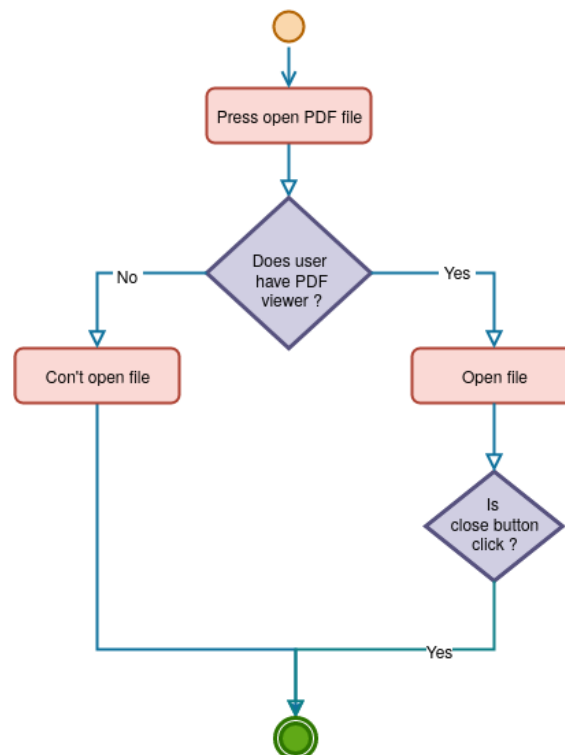 Press open PDF file
Does user
have PDF
viewer ?
No
Yes
Con't open file
Open file
Is
close button
click ?
Yes